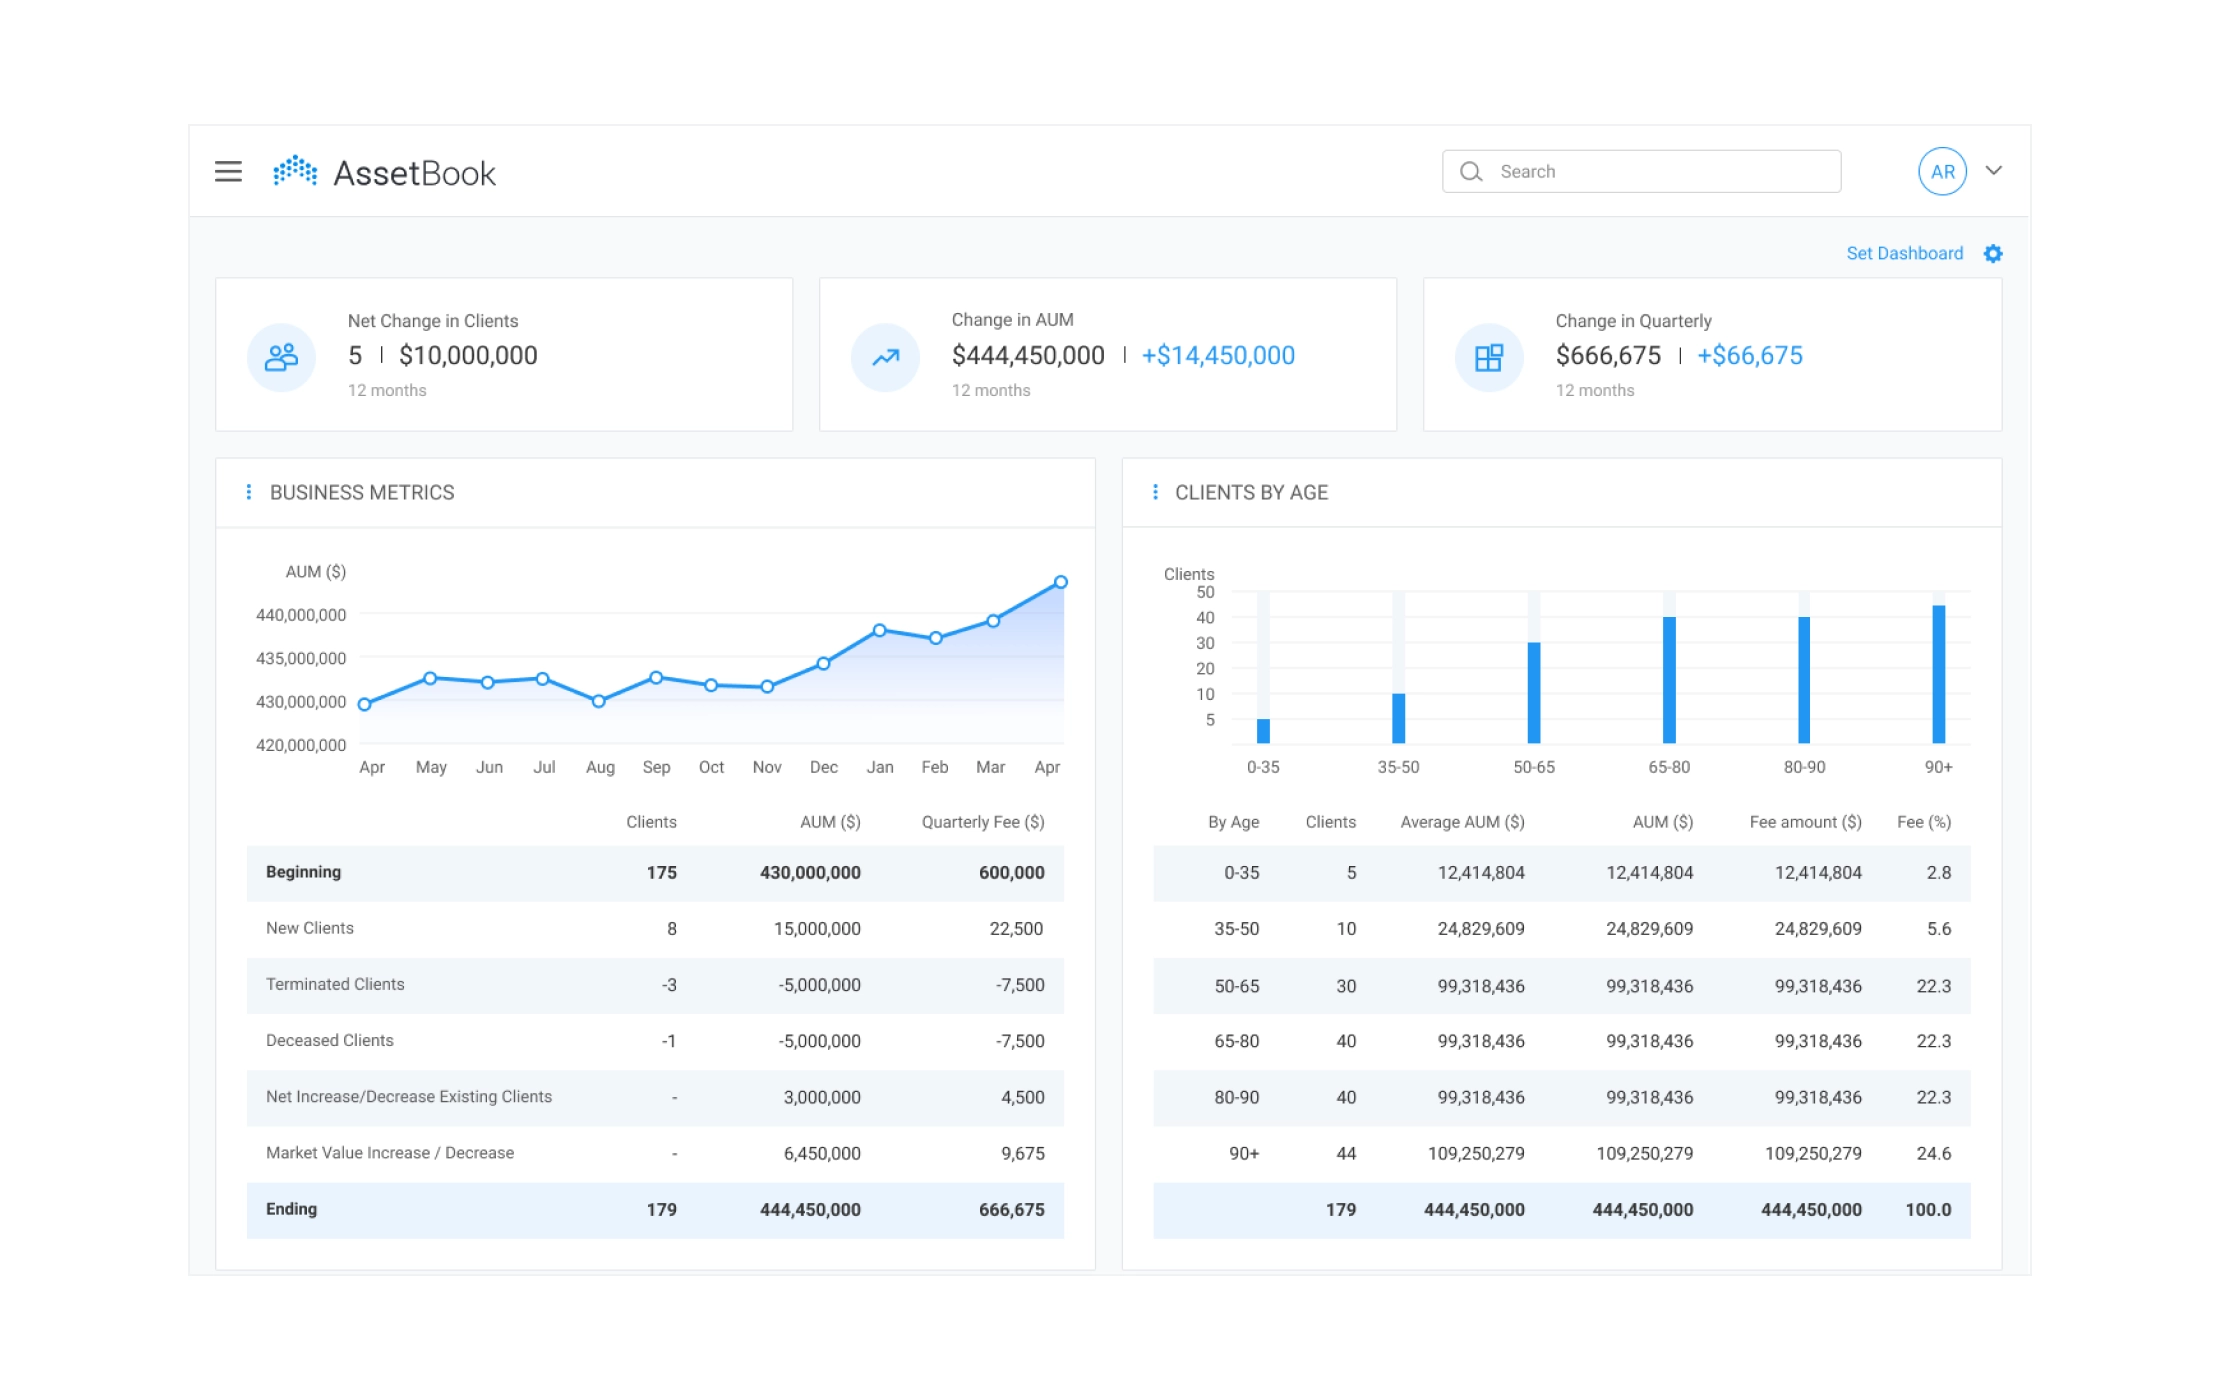 AssetBook
Search
AR
Set Dashboard
Net Change in Clients
5 | $10,000,000
12 months
Change in AUM
$444,450,000 | +$14,450,000
12 months
Change in Quarterly
$666,675 | +$66,675
12 months
BUSINESS METRICS
AUM ($)
440,000,000
435,000,000
430,000,000
420,000,000
Apr May Jun Jul Aug Sep Oct Nov Dec Jan Feb Mar Apr
Clients AUM ($) Quarterly Fee ($)
Beginning 175 430,000,000 600,000
New Clients 8 15,000,000 22,500
Terminated Clients -3 -5,000,000 -7,500
Deceased Clients -1 -5,000,000 -7,500
Net Increase/Decrease Existing Clients - 3,000,000 4,500
Market Value Increase / Decrease - 6,450,000 9,675
Ending 179 444,450,000 666,675
CLIENTS BY AGE
Clients
50
40
30
20
10
5
0-35 35-50 50-65 65-80 80-90 90+
By Age Clients Average AUM ($) AUM ($) Fee amount ($) Fee (%)
0-35 5 12,414,804 12,414,804 12,414,804 2.8
35-50 10 24,829,609 24,829,609 24,829,609 5.6
50-65 30 99,318,436 99,318,436 99,318,436 22.3
65-80 40 99,318,436 99,318,436 99,318,436 22.3
80-90 40 99,318,436 99,318,436 99,318,436 22.3
90+ 44 109,250,279 109,250,279 109,250,279 24.6
179 444,450,000 444,450,000 444,450,000 100.0